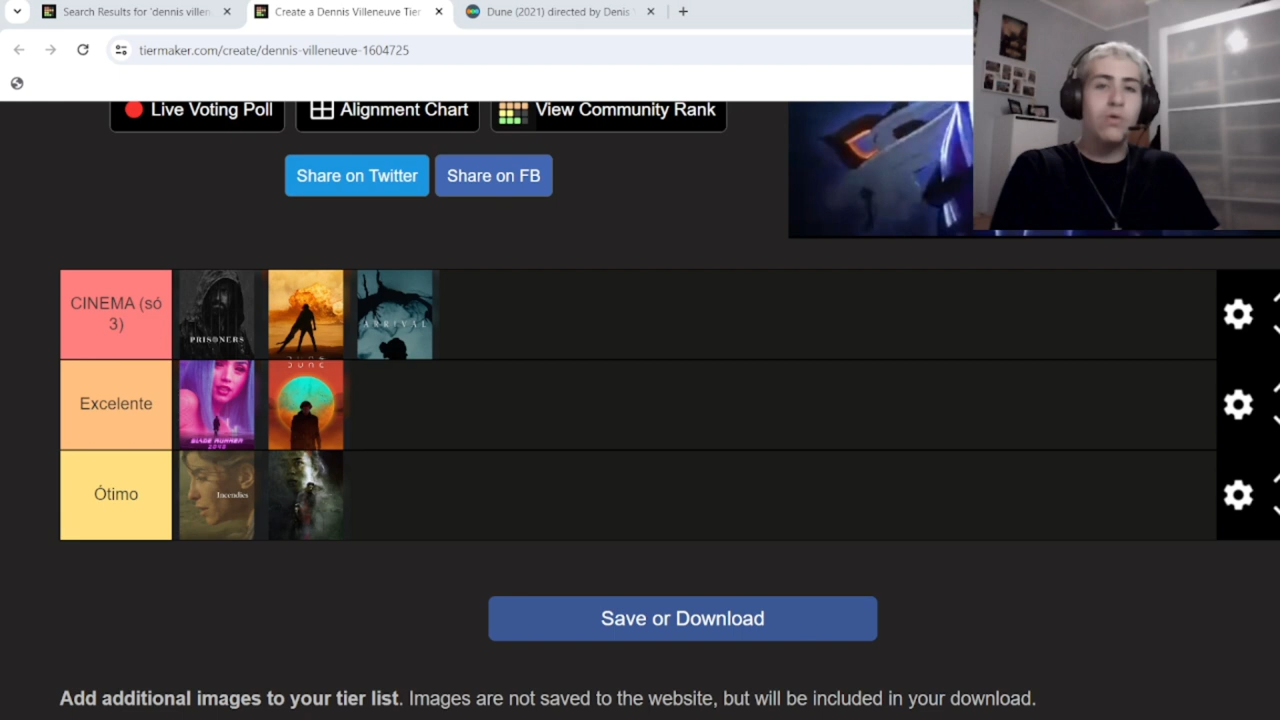 Search Results for 'dennis villen
Create a Dennis Villeneuve Tier
Dune (2021) directed by Denis
tiermaker.com/create/dennis-villeneuve-1604725
Live Voting Poll
Alignment Chart
View Community Rank
Share on Twitter
Share on FB
CINEMA (só
3)
PRISONERS
ARRIVAL
Excelente
BLADE RUNNER
2049
DUNE
Ótimo
Incendies
Save or Download
Add additional images to your tier list. Images are not saved to the website, but will be included in your download.